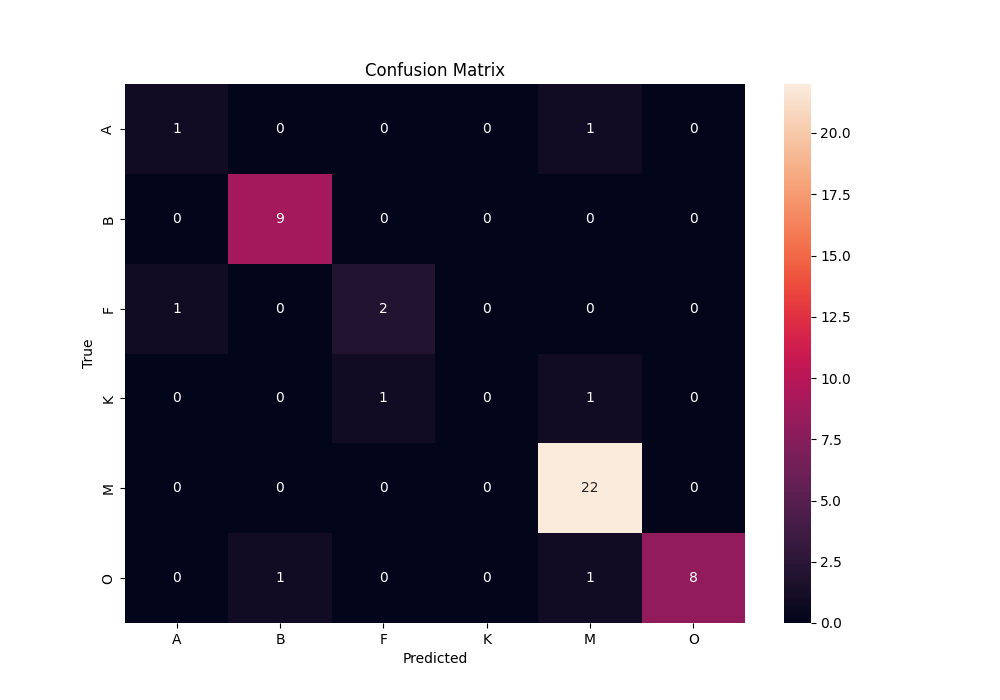 Confusion Matrix
A 1 0 0 0 1 0
B 0 9 0 0 0 0
F 1 0 2 0 0 0
K 0 0 1 0 1 0
M 0 0 0 0 22 0
O 0 1 0 0 1 8
A B F K M O
Predicted
True
20.0
17.5
15.0
12.5
10.0
7.5
5.0
2.5
0.0